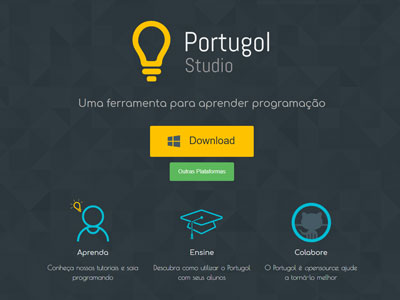 Portugol
Studio
Uma ferramenta para aprender programação
Download
Outras Plataformas
Aprenda
Ensine
Colabore
Conheça nossos tutoriais e saia
programando
Descubra como utilizar o Portugol
com seus alunos
O Portugol é opensource ajude
a torná-lo melhor